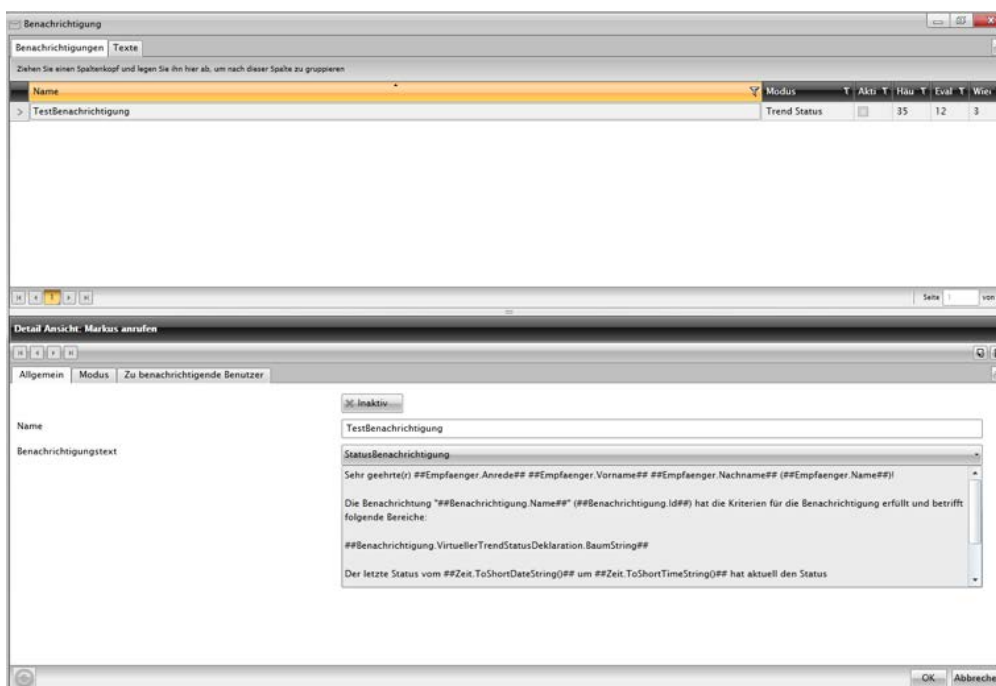 Benachrichtigung
Benachrichtigungen Texte
Ziehen Sie einen Spaltenkopf und legen Sie ihn hier ab, um nach dieser Spalte zu gruppieren
Name Modus Akti Häu Eval Wie
TestBenachrichtigung Trend Status 35 12 3
1 Seite 1 von
Detail Ansicht: Markus anrufen
Allgemein Modus Zu benachrichtigende Benutzer
Inaktiv
Name TestBenachrichtigung
Benachrichtigungstext StatusBenachrichtigung
Sehr geehrte(r) ##Empfaenger.Anrede## ##Empfaenger.Vorname## ##Empfaenger.Nachname## (##Empfaenger.Name##)!
Die Benachrichtung "##Benachrichtigung.Name##" (##Benachrichtigung.Id##) hat die Kriterien für die Benachrichtigung erfüllt und betrifft
folgende Bereiche:
##Benachrichtigung.VirtuellerTrendStatusDeklaration.BaumString##
Der letzte Status vom ##Zeit.ToShortDateString()## um ##Zeit.ToShortTimeString()## hat aktuell den Status
OK Abbreche